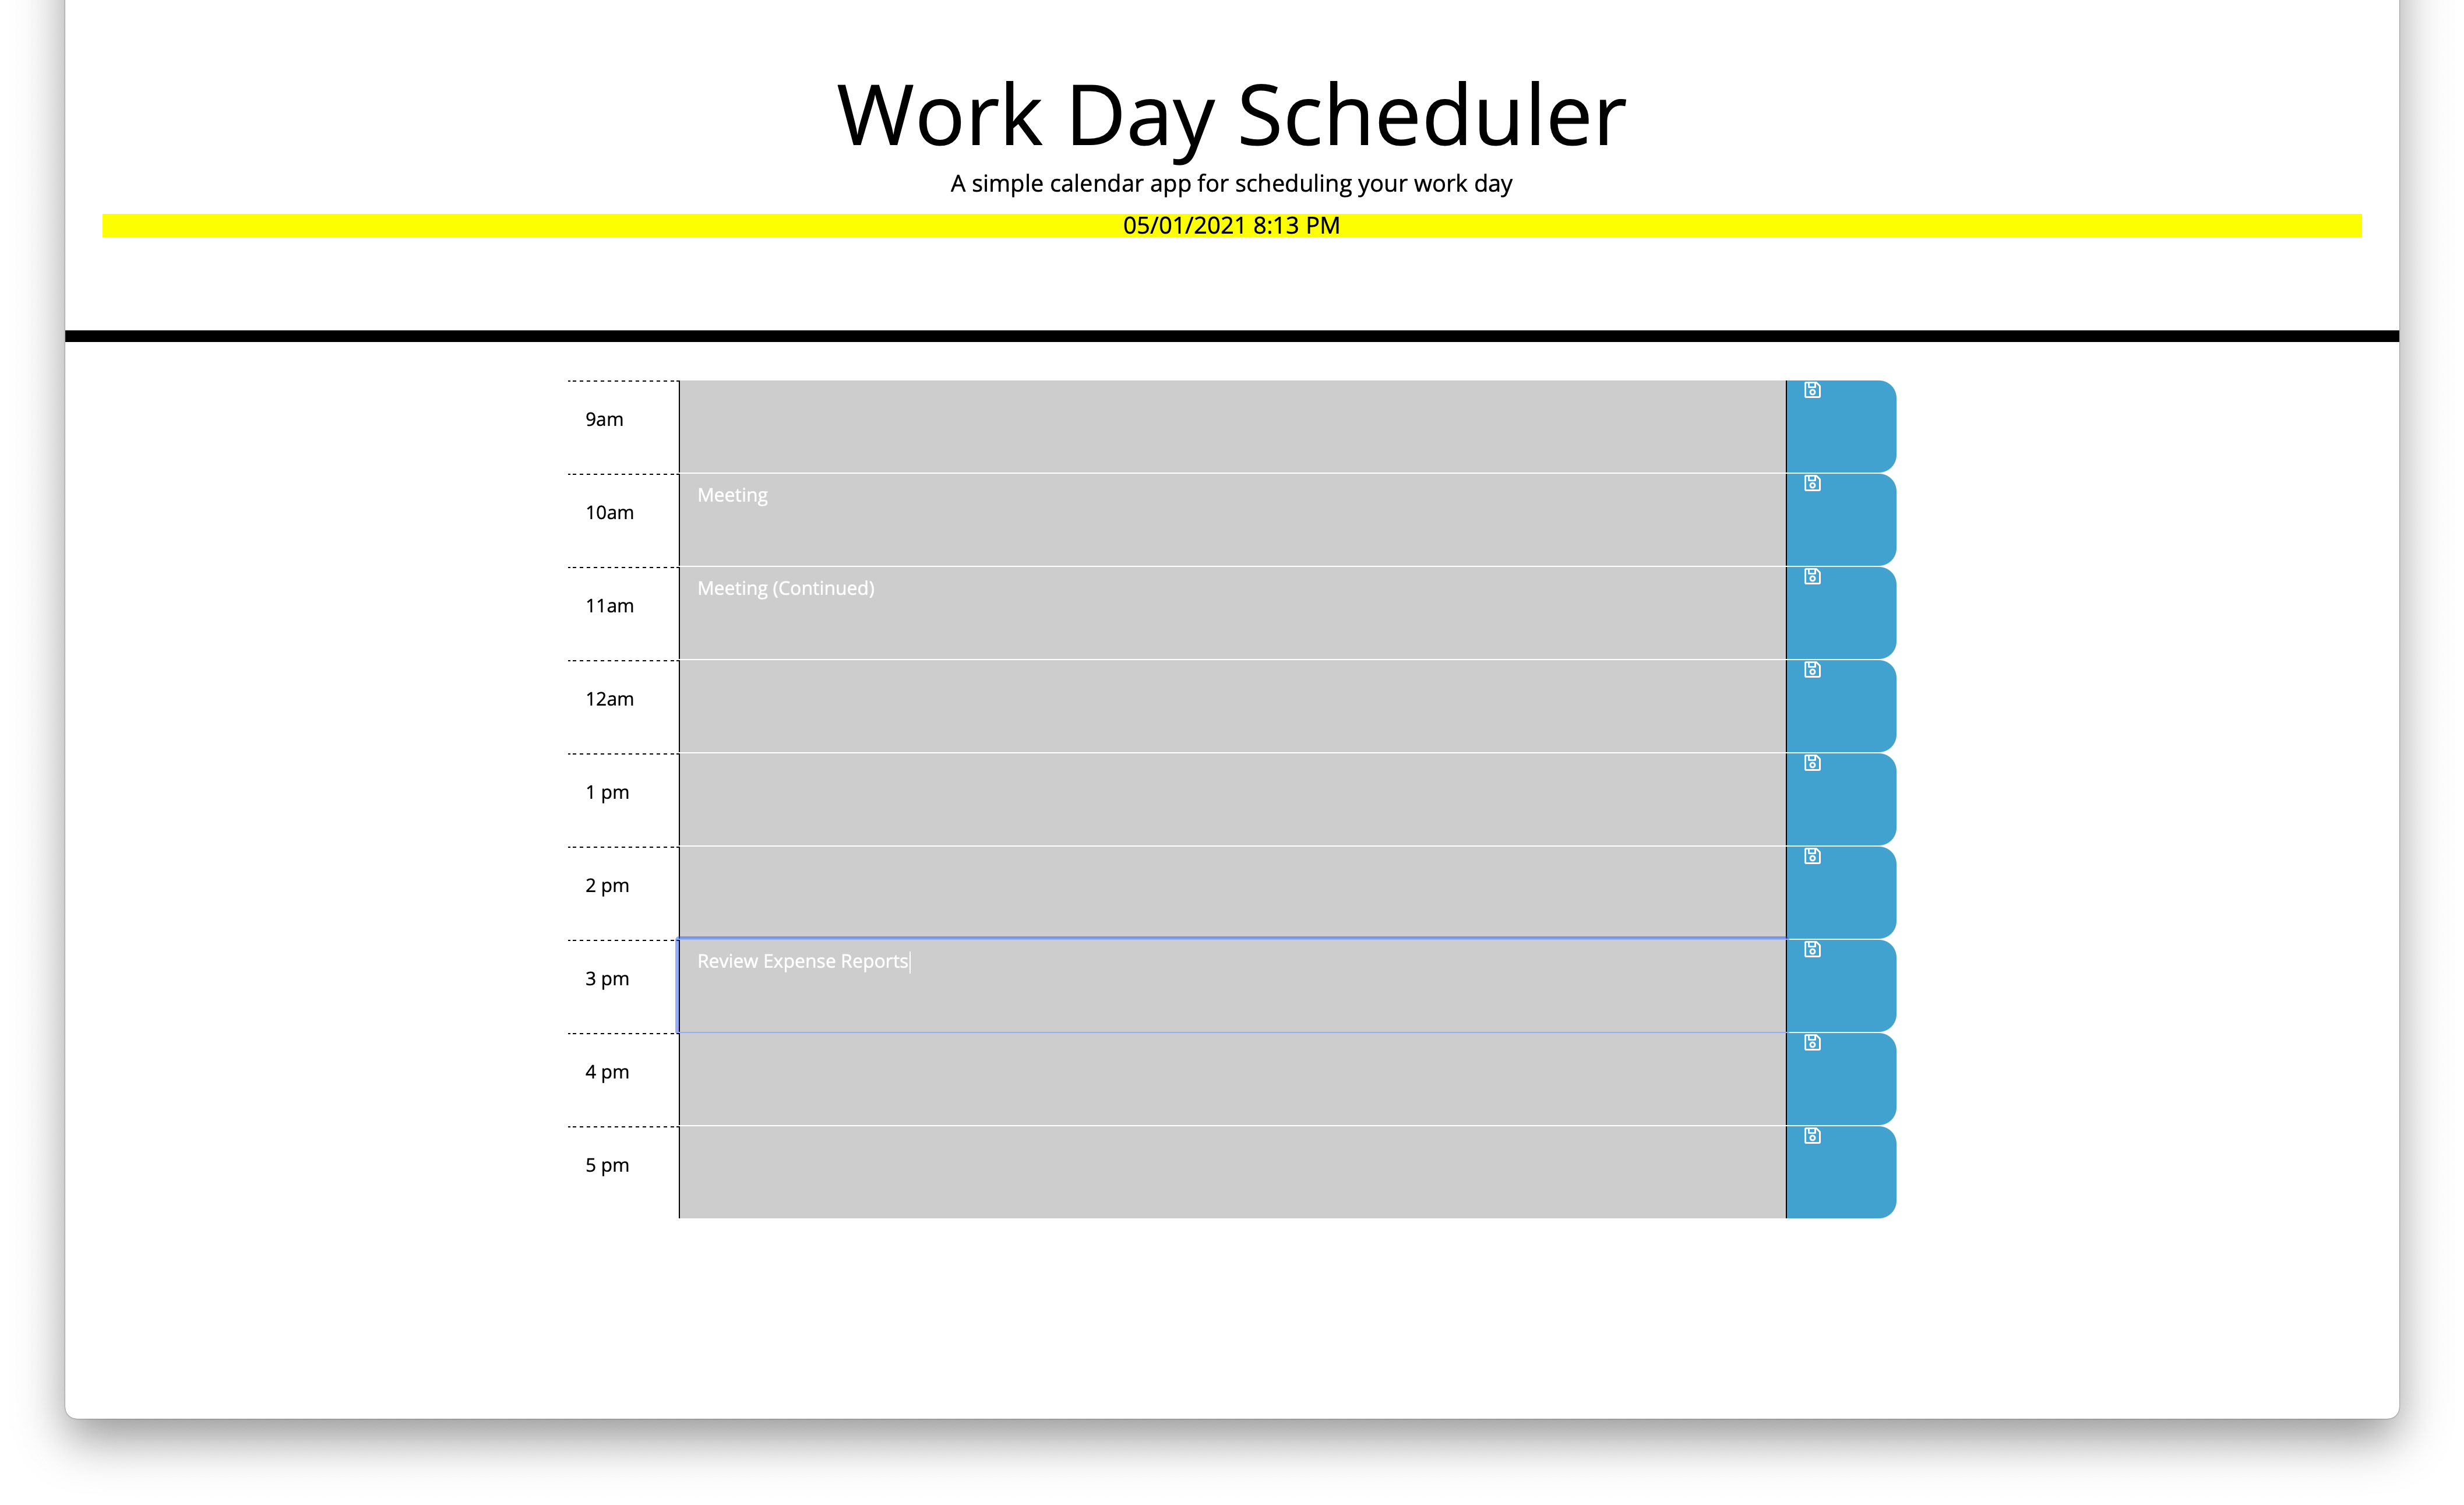 Work Day Scheduler
A simple calendar app for scheduling your work day
05/01/2021 8:13 PM
9am
10am
Meeting
11am
Meeting (Continued)
12am
1 pm
2 pm
3 pm
Review Expense Reports
4 pm
5 pm